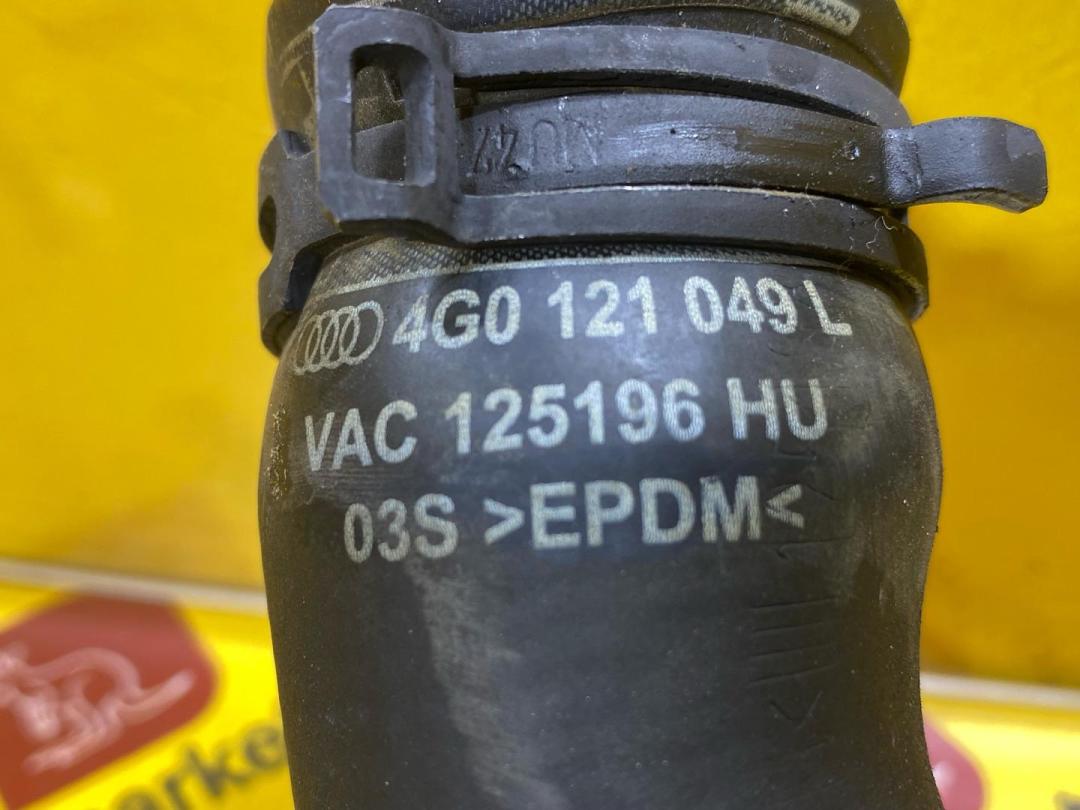 4G0 121 049 L
VAC 125196 HU
03S >EPDM<